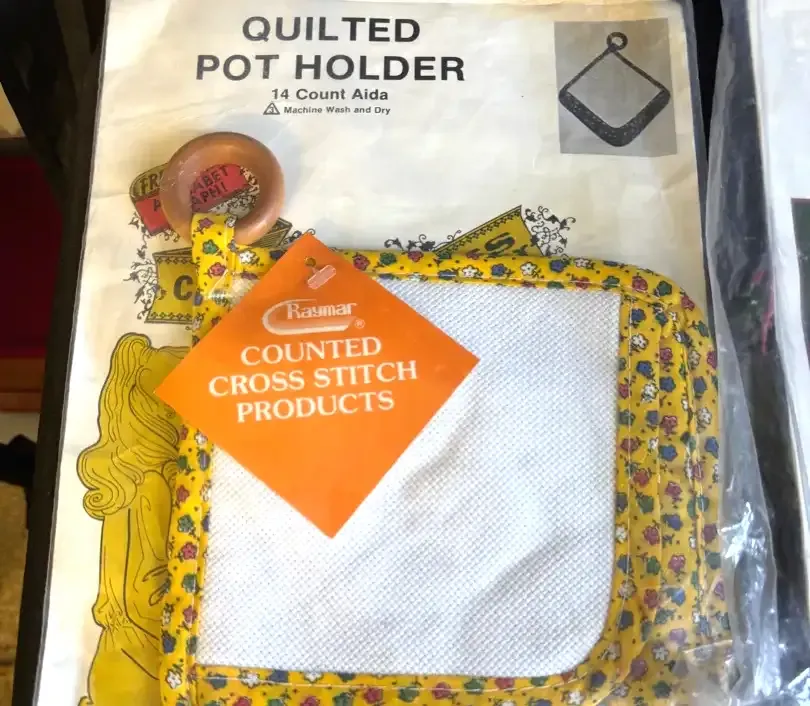 QUILTED
POT HOLDER
14 Count Aida
Machine Wash and Dry
Raymar ®
COUNTED
CROSS STITCH
PRODUCTS